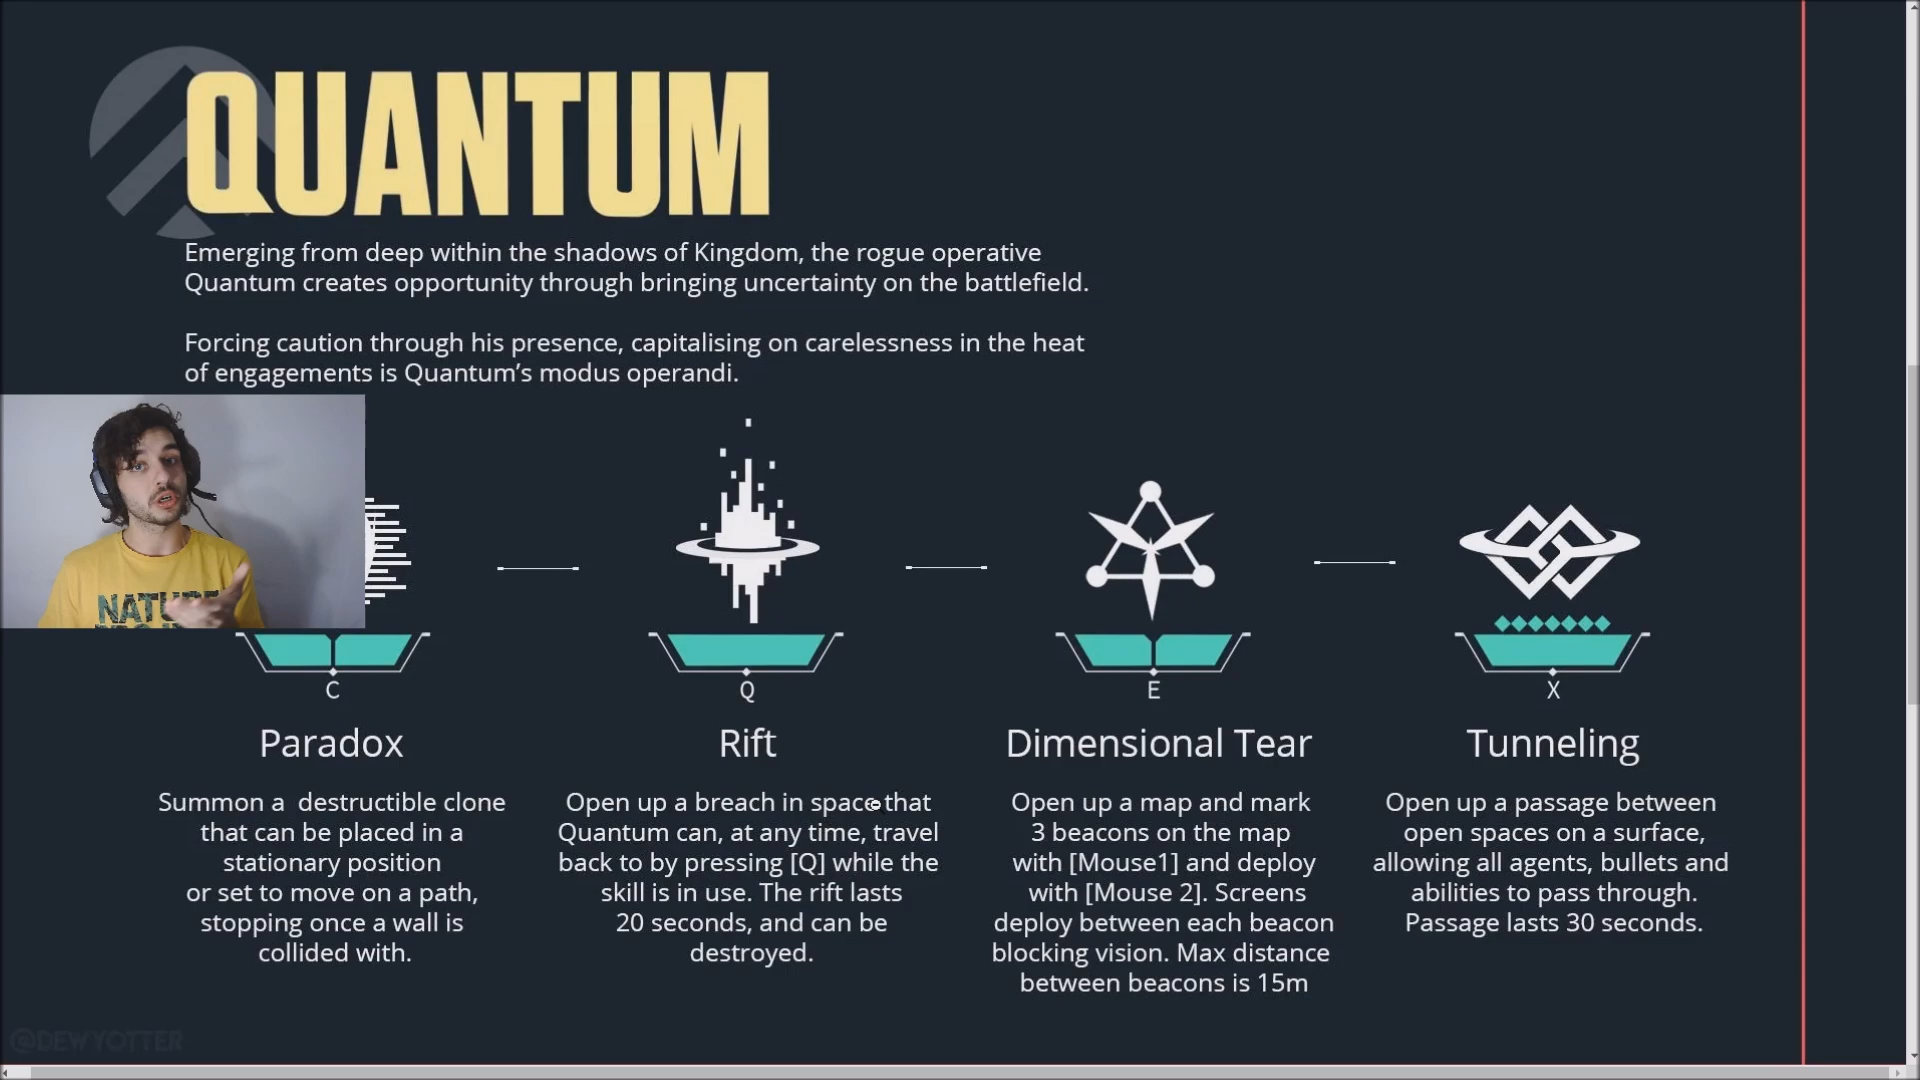 QUANTUM
Emerging from deep within the shadows of Kingdom, the rogue operative
Quantum creates opportunity through bringing uncertainty on the battlefield.
Forcing caution through his presence, capitalising on carelessness in the heat
of engagements is Quantum’s modus operandi.
NATURE
C
Q
E
X
Paradox
Rift
Dimensional Tear
Tunneling
Summon a destructible clone
that can be placed in a
stationary position
or set to move on a path,
stopping once a wall is
collided with.
Open up a breach in space that
Quantum can, at any time, travel
back to by pressing [Q] while the
skill is in use. The rift lasts
20 seconds, and can be
destroyed.
Open up a map and mark
3 beacons on the map
with [Mouse1] and deploy
with [Mouse 2]. Screens
deploy between each beacon
blocking vision. Max distance
between beacons is 15m
Open up a passage between
open spaces on a surface,
allowing all agents, bullets and
abilities to pass through.
Passage lasts 30 seconds.
@DEWYOTTER